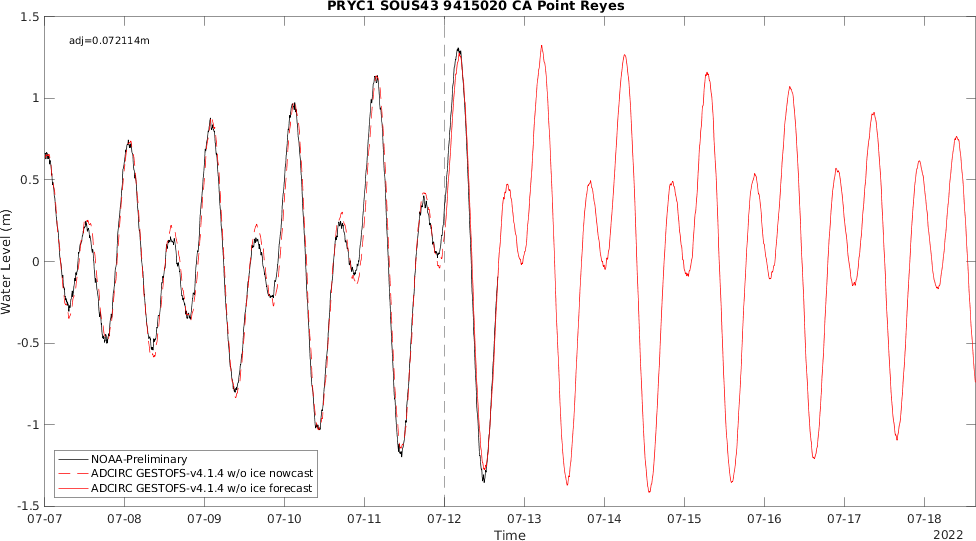 PRYC1 SOUS43 9415020 CA Point Reyes
adj=0.072114m
Water Level (m)
1.5
1
0.5
0
-0.5
-1
-1.5
NOAA-Preliminary
ADCIRC GESTOFS-v4.1.4 w/o ice nowcast
ADCIRC GESTOFS-v4.1.4 w/o ice forecast
07-07 07-08 07-09 07-10 07-11 07-12 07-13 07-14 07-15 07-16 07-17 07-18
Time
2022